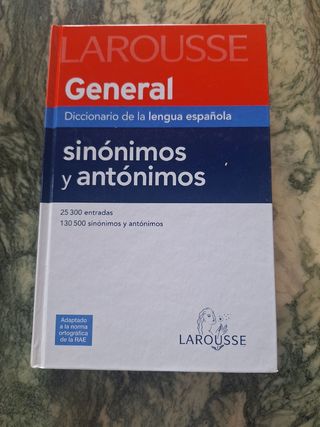 LAROUSSE
General
Diccionario de la lengua española
sinónimos
y antónimos
25 300 entradas
130 500 sinónimos y antónimos
Adaptado
a la norma
ortográfica
de la RAE
LAROUSSE